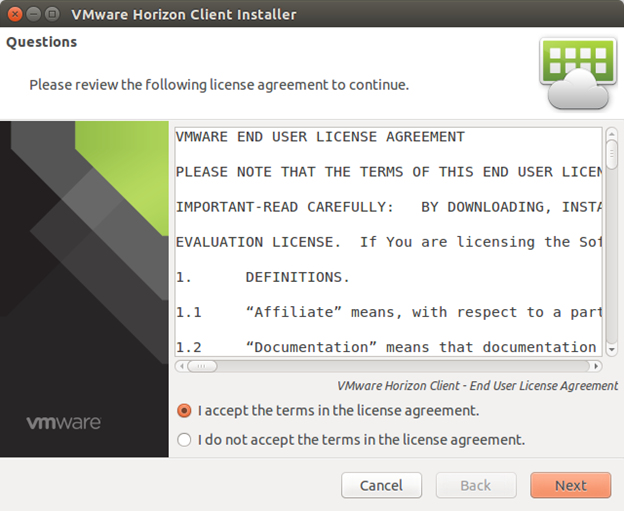 VMware Horizon Client Installer
Questions
Please review the following license agreement to continue.
VMWARE END USER LICENSE AGREEMENT
PLEASE NOTE THAT THE TERMS OF THIS END USER LICEN
IMPORTANT-READ CAREFULLY:   BY DOWNLOADING, INSTA
EVALUATION LICENSE.  If You are licensing the Sof
1.      DEFINITIONS.
1.1     “Affiliate” means, with respect to a part
1.2     “Documentation” means that documentation
VMware Horizon Client - End User License Agreement
I accept the terms in the license agreement.
I do not accept the terms in the license agreement.
vmware
Cancel Back Next